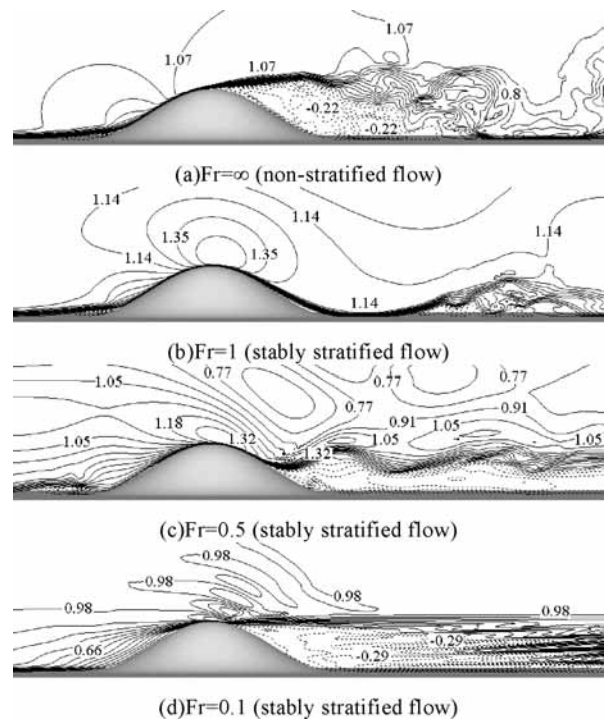 1.07 1.07
1.07
0.8
-0.22
-0.22
(a)Fr=∞ (non-stratified flow)
1.14 1.14
1.35
1.35
1.14
1.14
1.14
(b)Fr=1 (stably stratified flow)
1.05 0.77 0.77
0.77
1.18 0.91 0.91
1.05
1.05 1.32 1.32 1.05 1.05
(c)Fr=0.5 (stably stratified flow)
0.98
0.98
0.98
0.98 0.98
0.66 -0.29
-0.29
(d)Fr=0.1 (stably stratified flow)